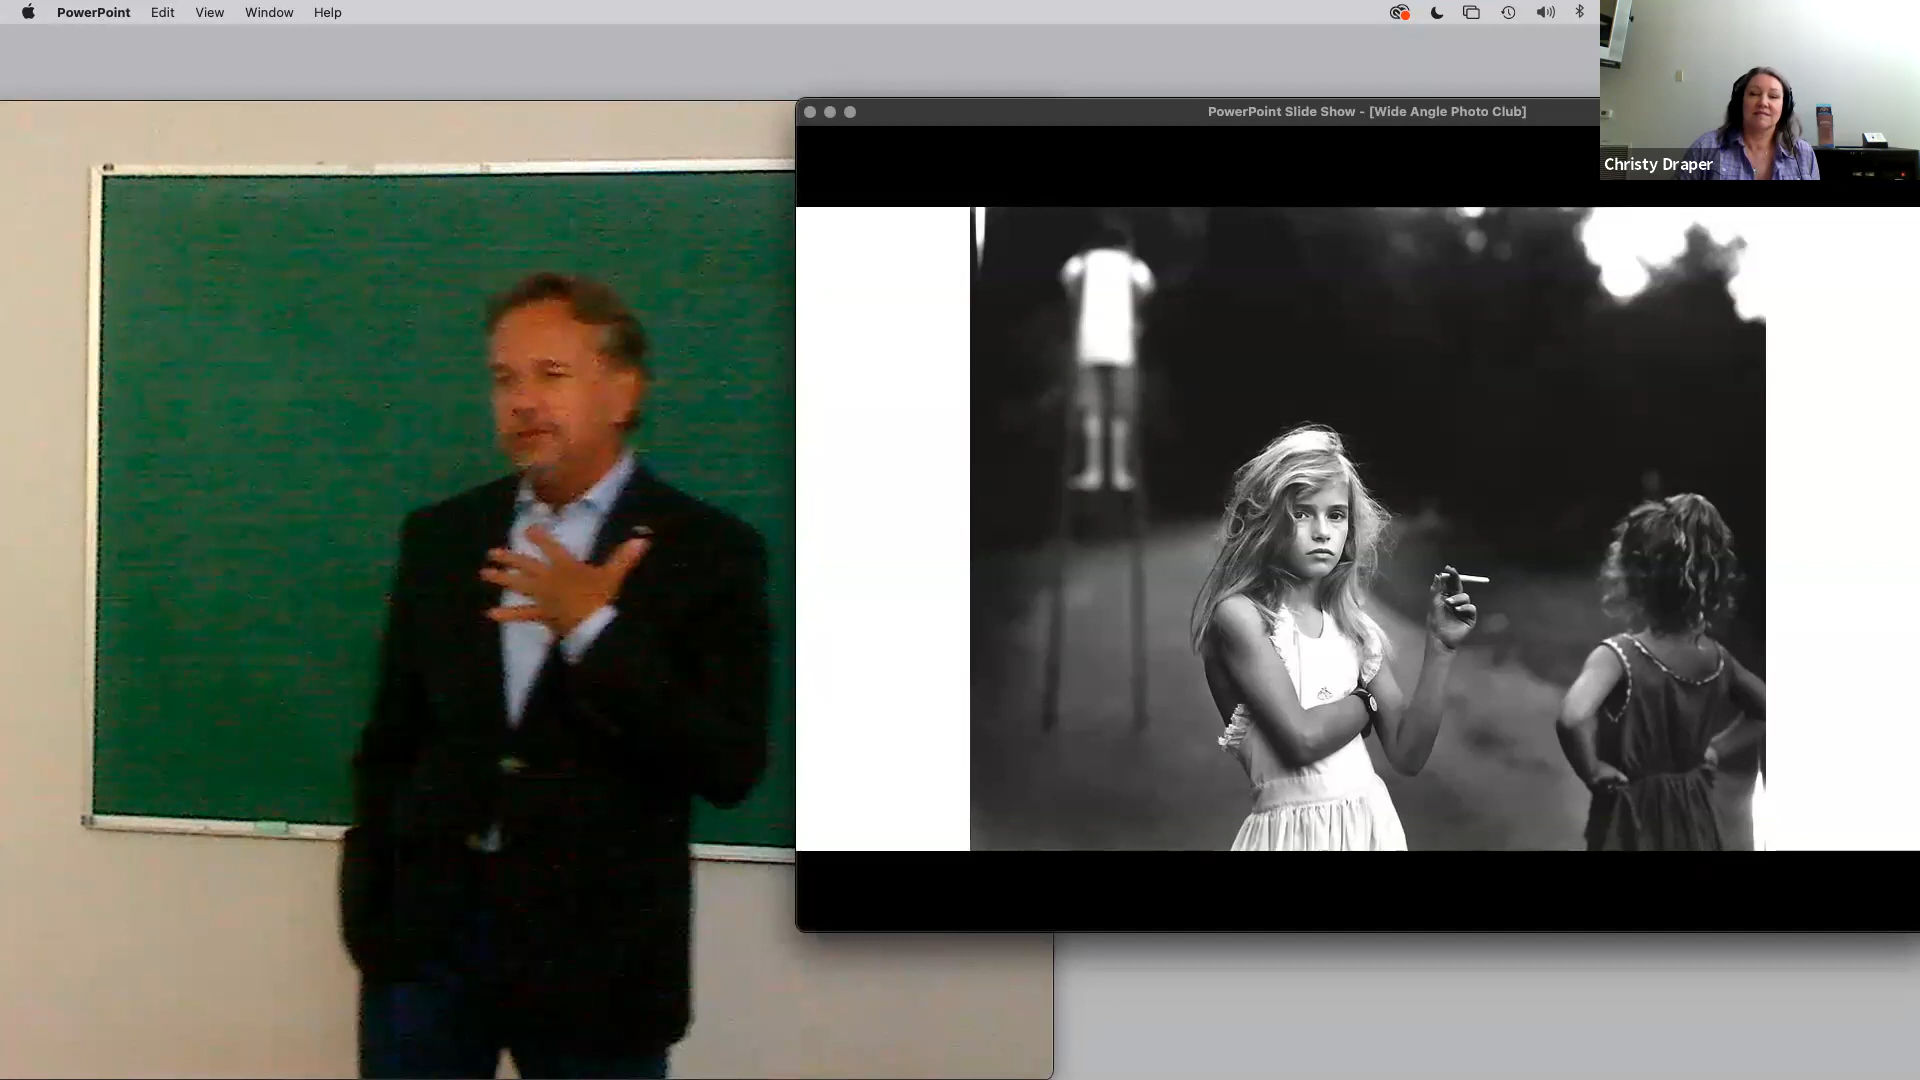 PowerPoint Edit View Window Help
PowerPoint Slide Show - [Wide Angle Photo Club]
Christy Draper